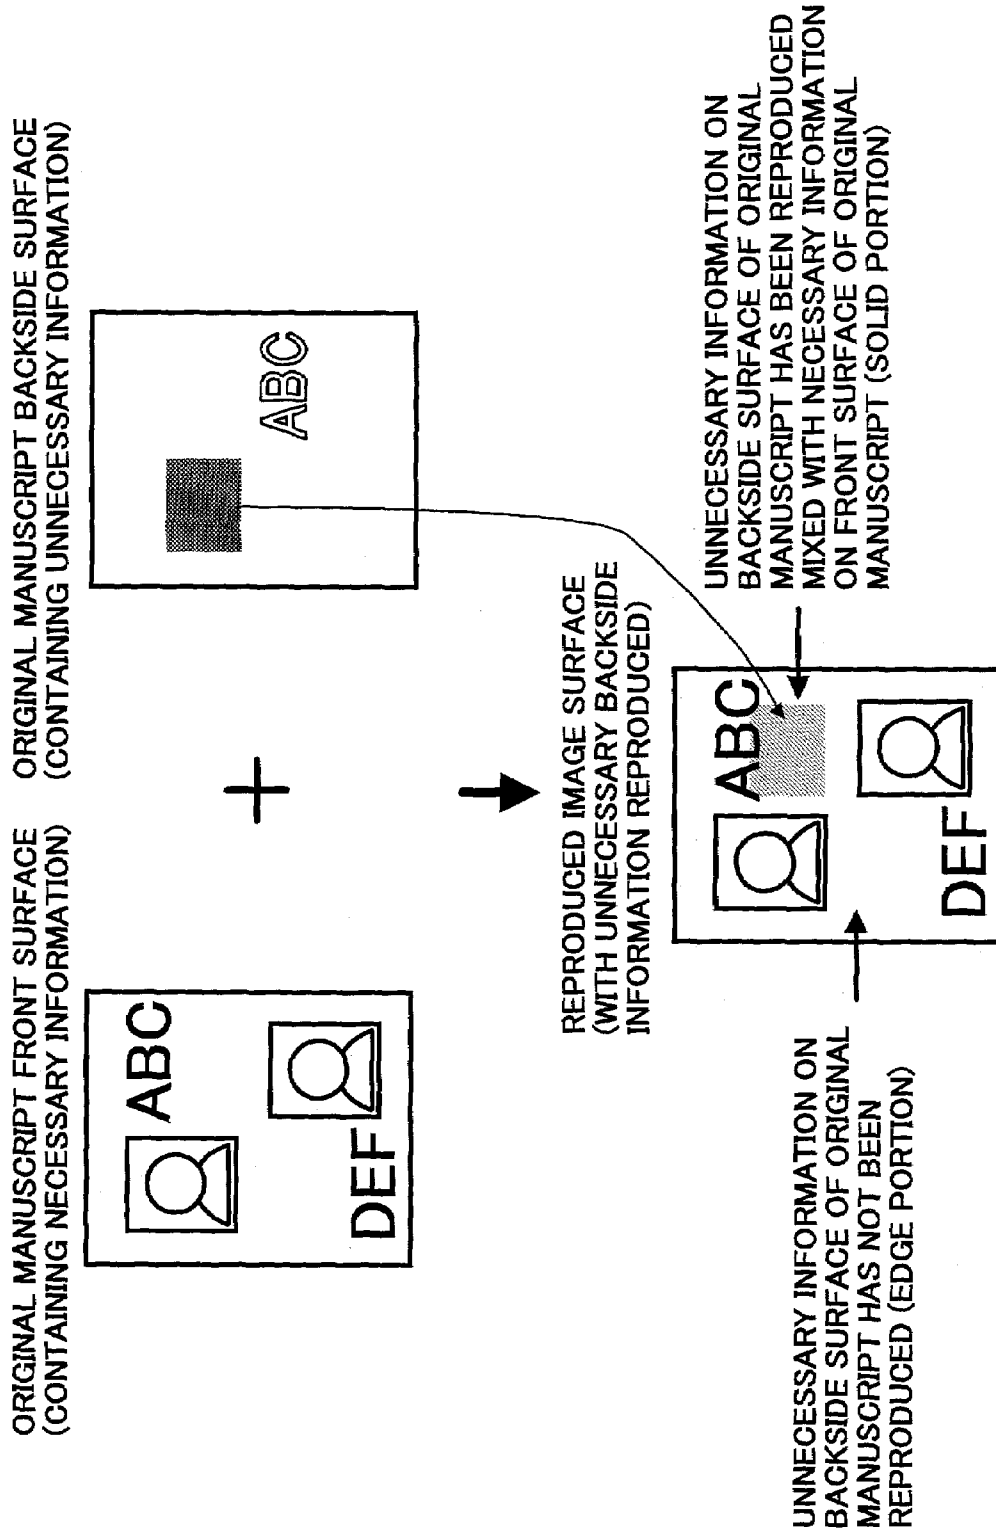 ORIGINAL MANUSCRIPT FRONT SURFACE
(CONTAINING NECESSARY INFORMATION)
ABC
DEF
+
ORIGINAL MANUSCRIPT BACKSIDE SURFACE
(CONTAINING UNNECESSARY INFORMATION)
ABC
REPRODUCED IMAGE SURFACE
(WITH UNNECESSARY BACKSIDE
INFORMATION REPRODUCED)
ABC
DEF
UNNECESSARY INFORMATION ON
BACKSIDE SURFACE OF ORIGINAL
MANUSCRIPT HAS NOT BEEN
REPRODUCED (EDGE PORTION)
UNNECESSARY INFORMATION ON
BACKSIDE SURFACE OF ORIGINAL
MANUSCRIPT HAS BEEN REPRODUCED
MIXED WITH NECESSARY INFORMATION
ON FRONT SURFACE OF ORIGINAL
MANUSCRIPT (SOLID PORTION)